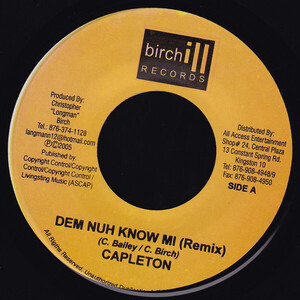 birchill
RECORDS
Produced By:
Christopher
"Longman"
Birch
Tel: 876-374-1128
langmann12@hotmail.com
℗©2005
Published by
Copyright Control/Copyright
Control/Copyright Control /
Livingsting Music (ASCAP)
Distributed By:
All Access Entertainment
Shop# 24, Central Plaza
13 Constant Spring Rd.
Kingston 10
Tel: 876-908-4948/9
Fax: 876-908-4950
SIDE A
DEM NUH KNOW MI (Remix)
(C. Bailey / C. Birch)
CAPLETON
All Rights Reserved. Unauthorized